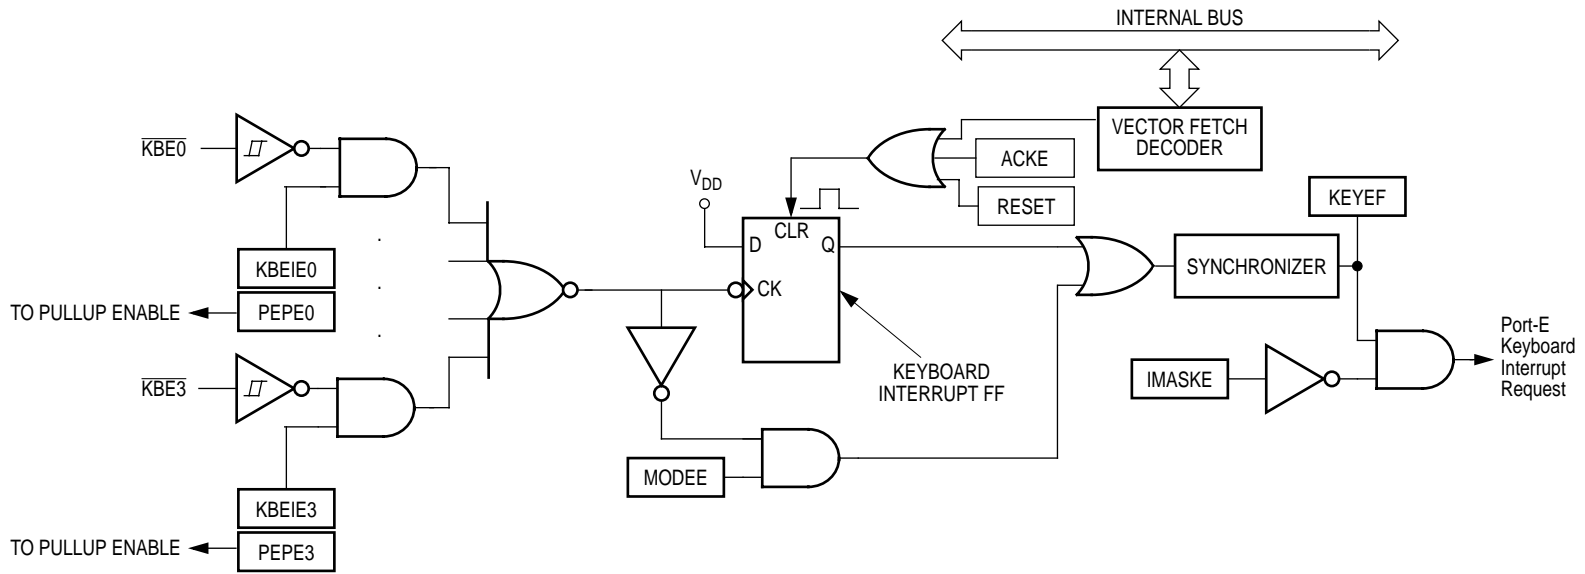 INTERNAL BUS
VECTOR FETCH
DECODER
KBE0
ACKE
VDD
RESET
KEYEF
CLR
D
Q
KBEIE0
SYNCHRONIZER
CK
PEPE0
TO PULLUP ENABLE
Port-E
Keyboard
Interrupt
Request
KEYBOARD
INTERRUPT FF
IMASKE
KBE3
MODEE
KBEIE3
PEPE3
TO PULLUP ENABLE